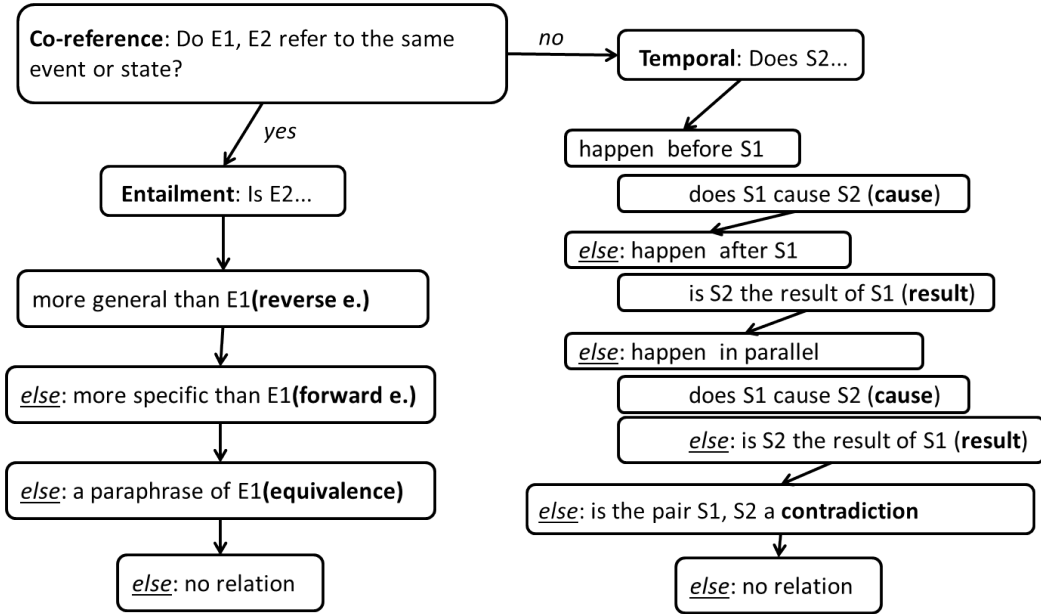 Co-reference: Do E1, E2 refer to the same
event or state?
no
Temporal: Does S2...
yes
happen before S1
Entailment: Is E2...
does S1 cause S2 (cause)
else: happen after S1
more general than E1(reverse e.)
is S2 the result of S1 (result)
else: happen in parallel
else: more specific than E1(forward e.)
does S1 cause S2 (cause)
else: is S2 the result of S1 (result)
else: a paraphrase of E1(equivalence)
else: is the pair S1, S2 a contradiction
else: no relation
else: no relation